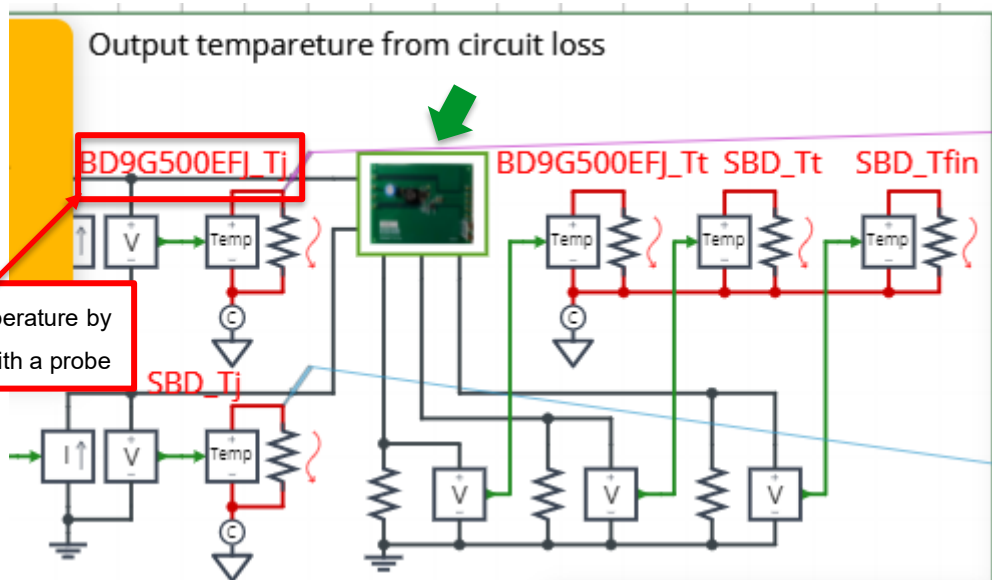 Output tempareture from circuit loss
BD9G500EFJ_Tj
BD9G500EFJ_Tt SBD_Tt SBD_Tfin
V Temp Temp Temp Temp
C C
perature by
ith a probe
SBD_Tj
I V Temp
V V V
C